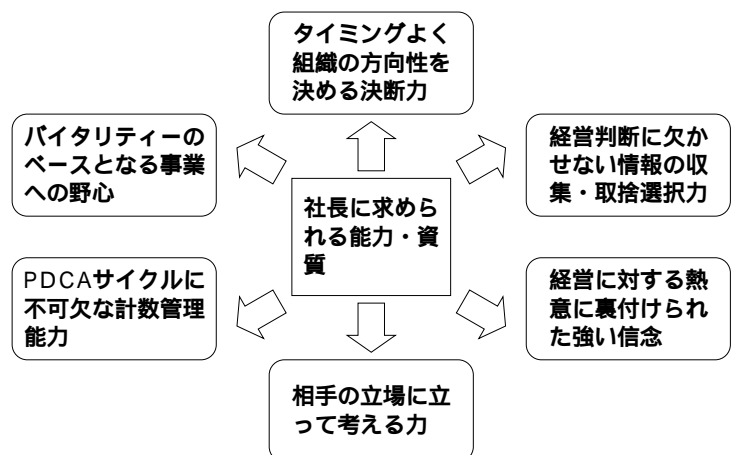 タイミングよく
組織の方向性を
決める決断力
バイタリティーの
ベースとなる事業
への野心
経営判断に欠か
せない情報の収
集・取捨選択力
社長に求めら
れる能力・資
質
PDCAサイクルに
不可欠な計数管理
能力
経営に対する熱
意に裏付けられ
た強い信念
相手の立場に立
って考える力